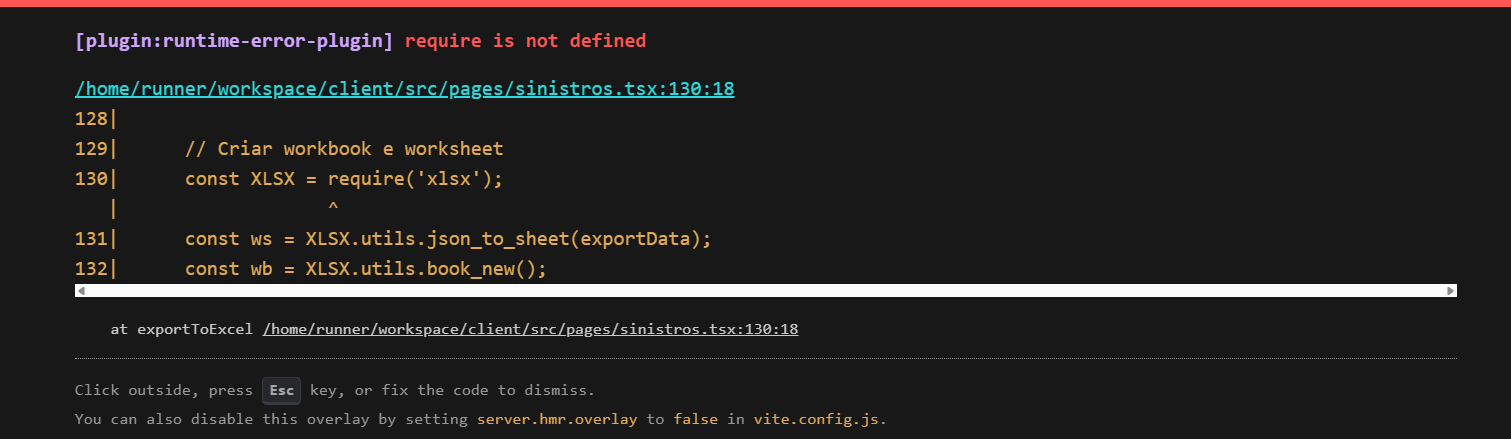 [plugin:runtime-error-plugin] require is not defined
/home/runner/workspace/client/src/pages/sinistros.tsx:130:18
128|
129|      // Criar workbook e worksheet
130|      const XLSX = require('xlsx');
   |                   ^
131|      const ws = XLSX.utils.json_to_sheet(exportData);
132|      const wb = XLSX.utils.book_new();
at exportToExcel /home/runner/workspace/client/src/pages/sinistros.tsx:130:18
Click outside, press Esc key, or fix the code to dismiss.
You can also disable this overlay by setting server.hmr.overlay to false in vite.config.js.